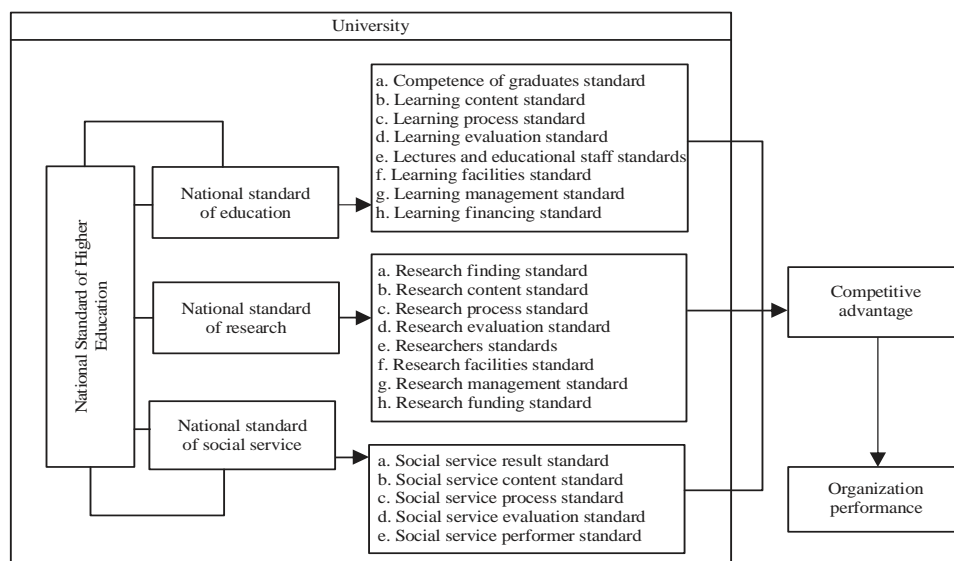 University
National Standard of Higher
Education
National standard
of education
a. Competence of graduates standard
b. Learning content standard
c. Learning process standard
d. Learning evaluation standard
e. Lectures and educational staff standards
f. Learning facilities standard
g. Learning management standard
h. Learning financing standard
National standard
of research
a. Research finding standard
b. Research content standard
c. Research process standard
d. Research evaluation standard
e. Researchers standards
f. Research facilities standard
g. Research management standard
h. Research funding standard
National standard
of social service
a. Social service result standard
b. Social service content standard
c. Social service process standard
d. Social service evaluation standard
e. Social service performer standard
Competitive
advantage
Organization
performance